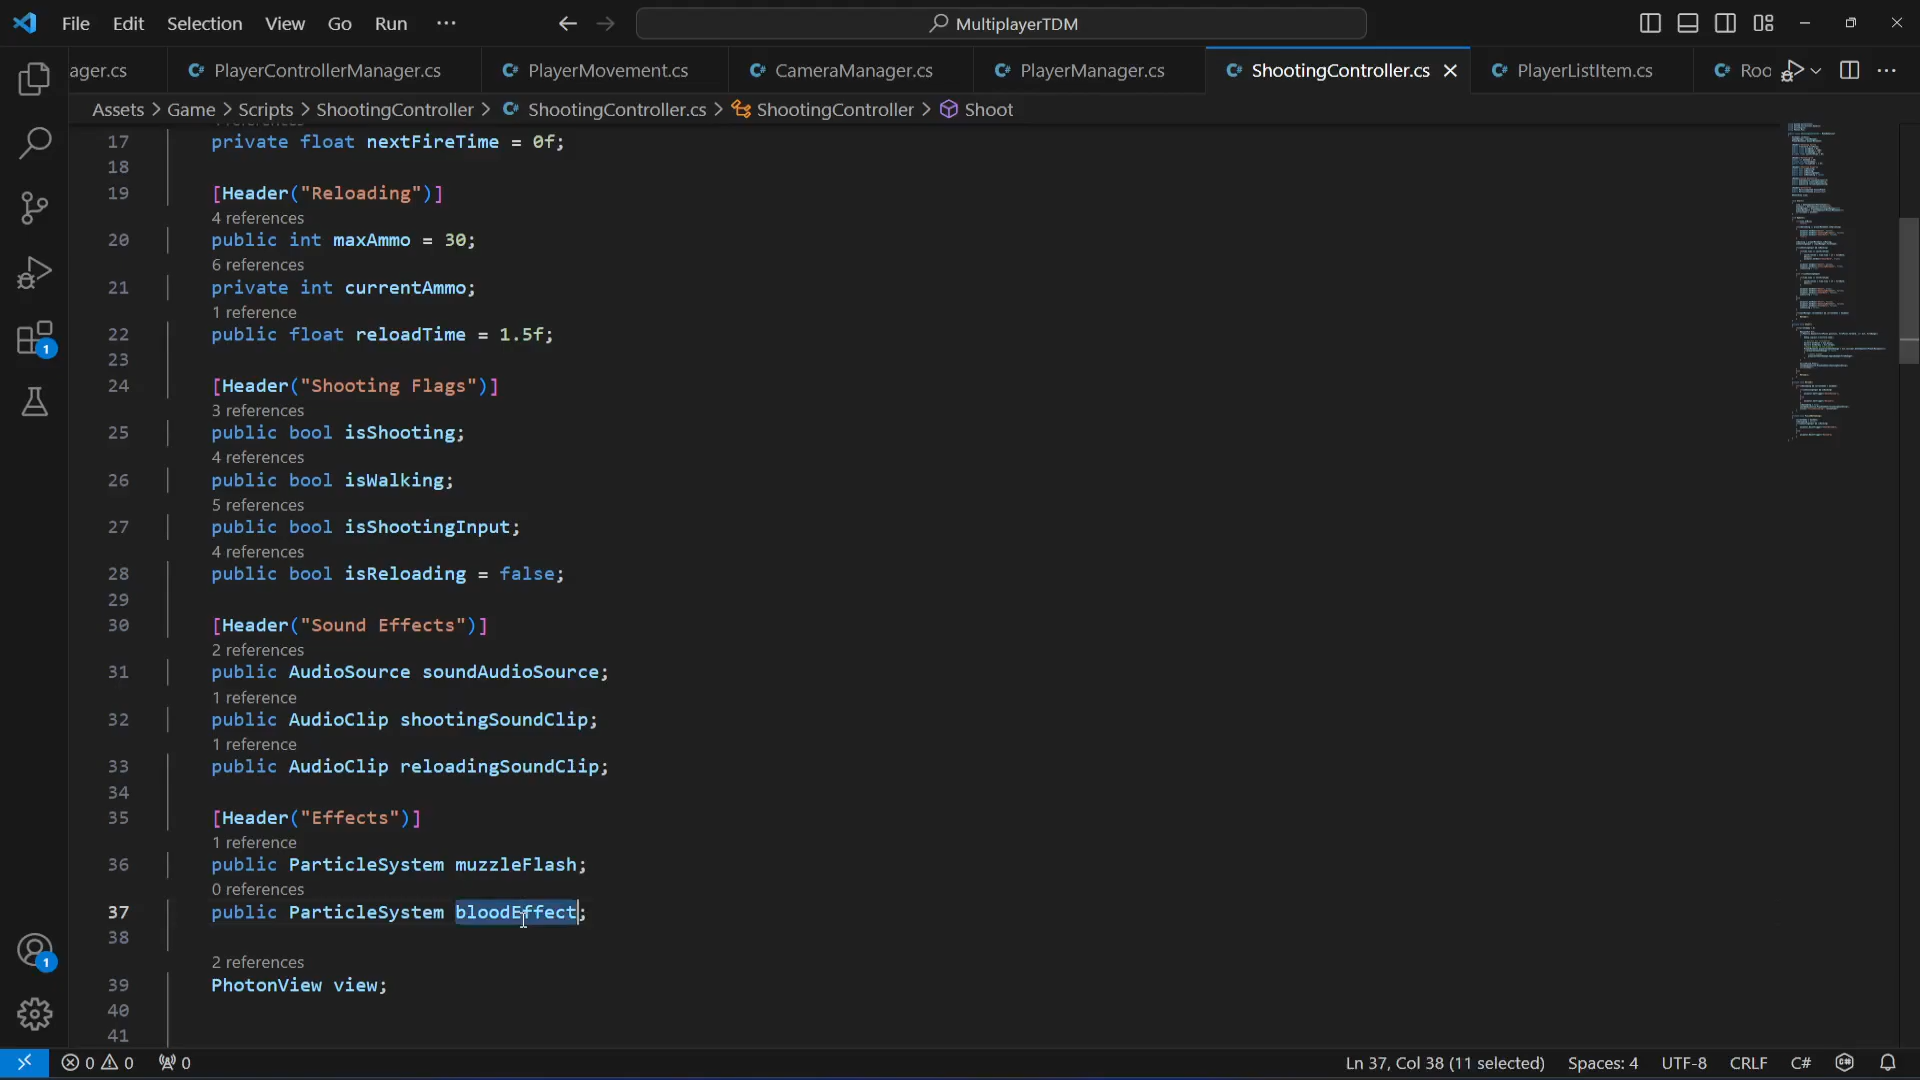 File Edit Selection View Go Run ··· MultiplayerTDM
ager.cs PlayerControllerManager.cs PlayerMovement.cs CameraManager.cs PlayerManager.cs ShootingController.cs PlayerListItem.cs Roo
Assets > Game > Scripts > ShootingController > ShootingController.cs > ShootingController > Shoot
17 private float nextFireTime = 0f;
18
19 [Header("Reloading")]
4 references
20 public int maxAmmo = 30;
6 references
21 private int currentAmmo;
1 reference
22 public float reloadTime = 1.5f;
23
24 [Header("Shooting Flags")]
3 references
25 public bool isShooting;
4 references
26 public bool isWalking;
5 references
27 public bool isShootingInput;
4 references
28 public bool isReloading = false;
29
30 [Header("Sound Effects")]
2 references
31 public AudioSource soundAudioSource;
1 reference
32 public AudioClip shootingSoundClip;
1 reference
33 public AudioClip reloadingSoundClip;
34
35 [Header("Effects")]
1 reference
36 public ParticleSystem muzzleFlash;
0 references
37 public ParticleSystem bloodEffect;
38
2 references
39 PhotonView view;
40
41
1
1
0 0 0 Ln 37, Col 38 (11 selected) Spaces: 4 UTF-8 CRLF C#